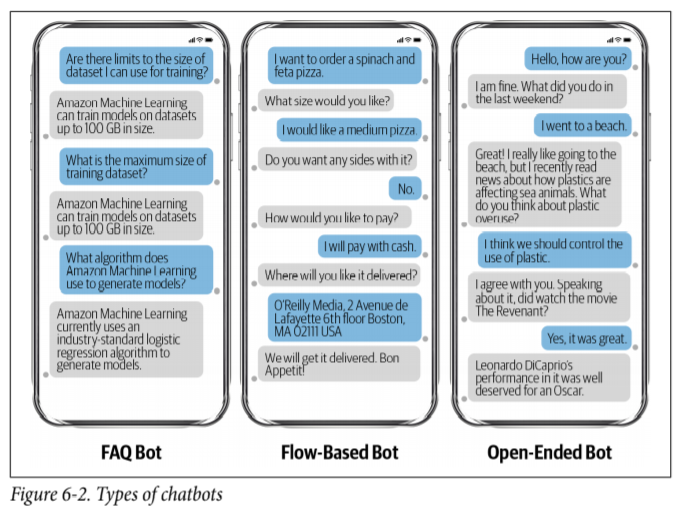 Are there limits to the size of
dataset I can use for training?
Amazon Machine Learning
can train models on datasets
up to 100 GB in size.
What is the maximum size of
training dataset?
Amazon Machine Learning
can train models on datasets
up to 100 GB in size.
What algorithm does
Amazon Machine Learning
use to generate models?
Amazon Machine Learning
currently uses an
industry-standard logistic
regression algorithm to
generate models.
FAQ Bot
I want to order a spinach and
feta pizza.
What size would you like?
I would like a medium pizza.
Do you want any sides with it?
No.
How would you like to pay?
I will pay with cash.
Where will you like it delivered?
O'Reilly Media, 2 Avenue de
Lafayette 6th floor Boston,
MA 02111 USA
We will get it delivered. Bon
Appetit!
Flow-Based Bot
Hello, how are you?
I am fine. What did you do in
the last weekend?
I went to a beach.
Great! I really like going to the
beach, but I recently read
news about how plastics are
affecting sea animals. What
do you think about plastic
overuse?
I think we should control the
use of plastic.
I agree with you. Speaking
about it, did watch the movie
The Revenant?
Yes, it was great.
Leonardo DiCaprio's
performance in it was well
deserved for an Oscar.
Open-Ended Bot
Figure 6-2. Types of chatbots